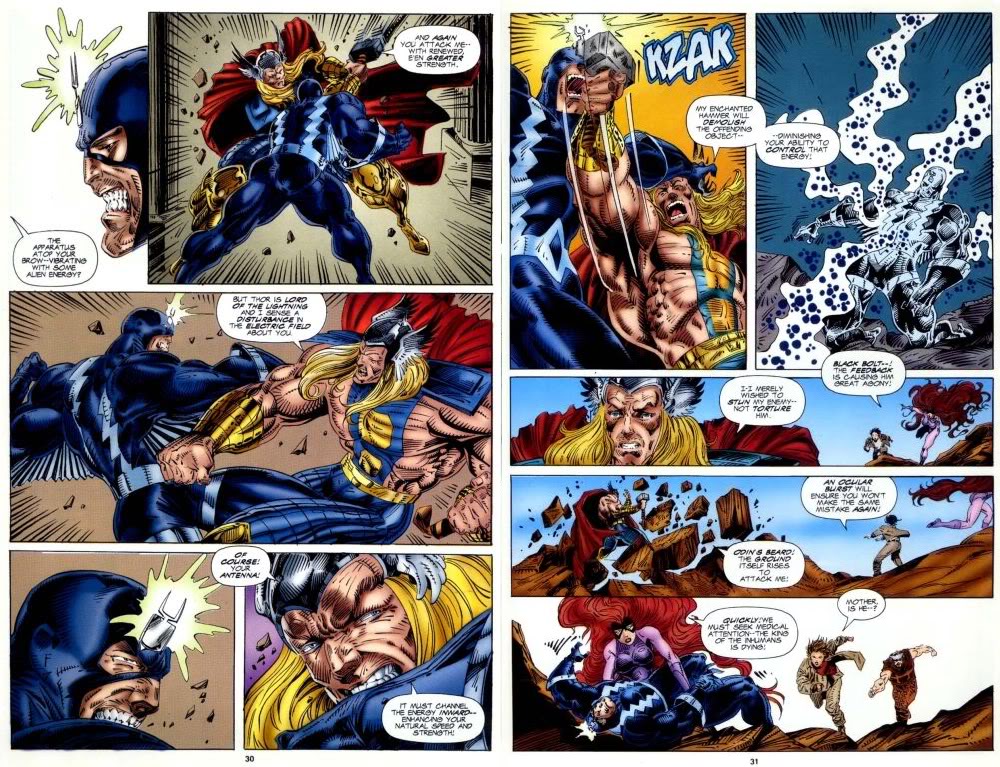 AND AGAIN
YOU ATTACK ME--
WITH RENEWED,
E'EN GREATER
STRENGTH.
THE
APPARATUS
ATOP YOUR
BROW--VIBRATING
WITH SOME
ALIEN ENERGY?
BUT THOR IS LORD
OF THE LIGHTNING
AND I SENSE A
DISTURBANCE IN
THE ELECTRIC FIELD
ABOUT YOU.
OF
COURSE!
YOUR
ANTENNA!
IT MUST CHANNEL
THE ENERGY INWARD--
ENHANCING YOUR
NATURAL SPEED AND
STRENGTH!
30
KZAK
MY ENCHANTED
HAMMER WILL
DEMOLISH
THE OFFENDING
OBJECT--
--DIMINISHING
YOUR ABILITY TO
CONTROL THAT
ENERGY!
BLACK BOLT--!
THE FEEDBACK
IS CAUSING HIM
GREAT AGONY!
I-I MERELY
WISHED TO
STUN MY ENEMY--
NOT TORTURE
HIM.
AN OCULAR
BURST WILL
ENSURE YOU WON'T
MAKE THE SAME
MISTAKE AGAIN!
ODIN'S BEARD!
THE GROUND
ITSELF RISES
TO
ATTACK ME!
QUICKLY! WE
MUST SEEK MEDICAL
ATTENTION--THE KING
OF THE INHUMANS
IS DYING!
MOTHER,
IS HE--?
31